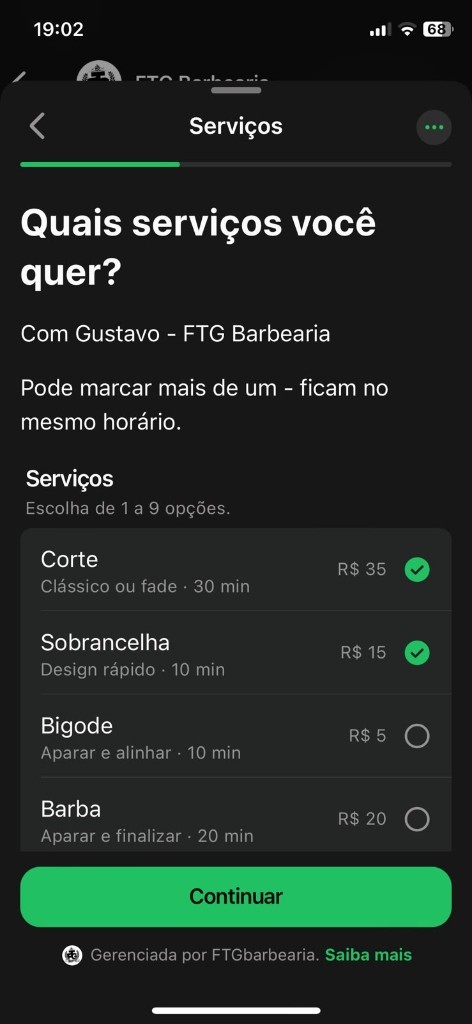 19:02
68
FTG Barbearia
Serviços
Quais serviços você
quer?
Com Gustavo - FTG Barbearia
Pode marcar mais de um - ficam no
mesmo horário.
Serviços
Escolha de 1 a 9 opções.
Corte
R$ 35
Clássico ou fade · 30 min
Sobrancelha
R$ 15
Design rápido · 10 min
Bigode
R$ 5
Aparar e alinhar · 10 min
Barba
R$ 20
Aparar e finalizar · 20 min
Continuar
Gerenciada por FTGbarbearia. Saiba mais